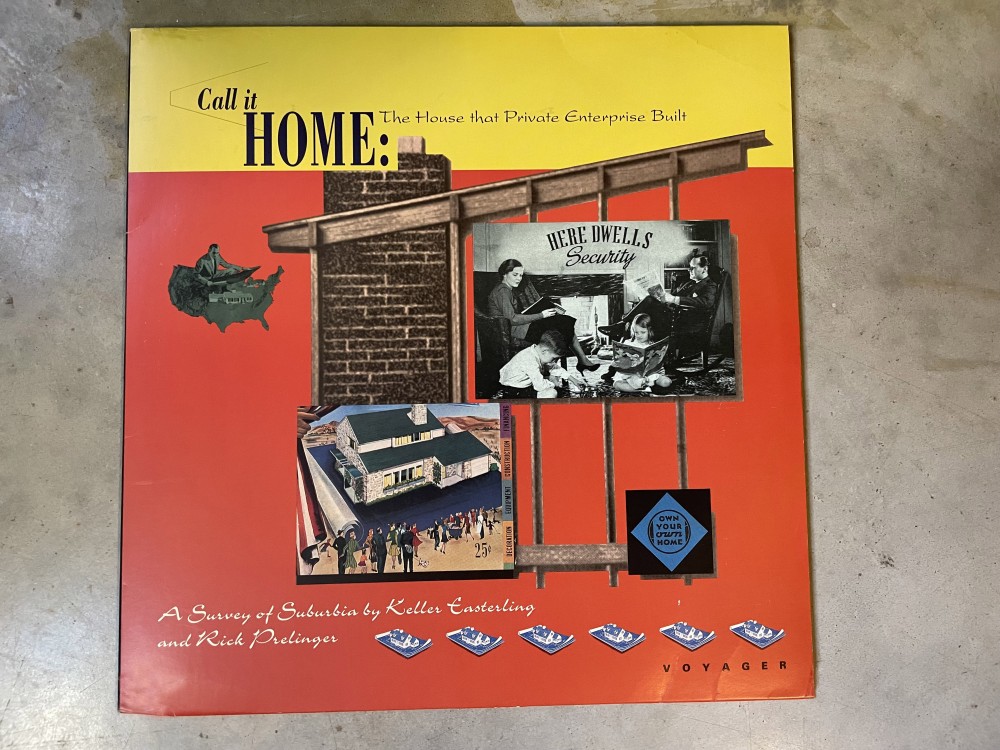 Call it
HOME:
The House that Private Enterprise Built
HERE DWELLS
Security
FINANCING
CONSTRUCTION
EQUIPMENT
DECORATION
25¢
OWN
YOUR
own
HOME
A Survey of Suburbia by Keller Easterling
and Rick Prelinger
VOYAGER